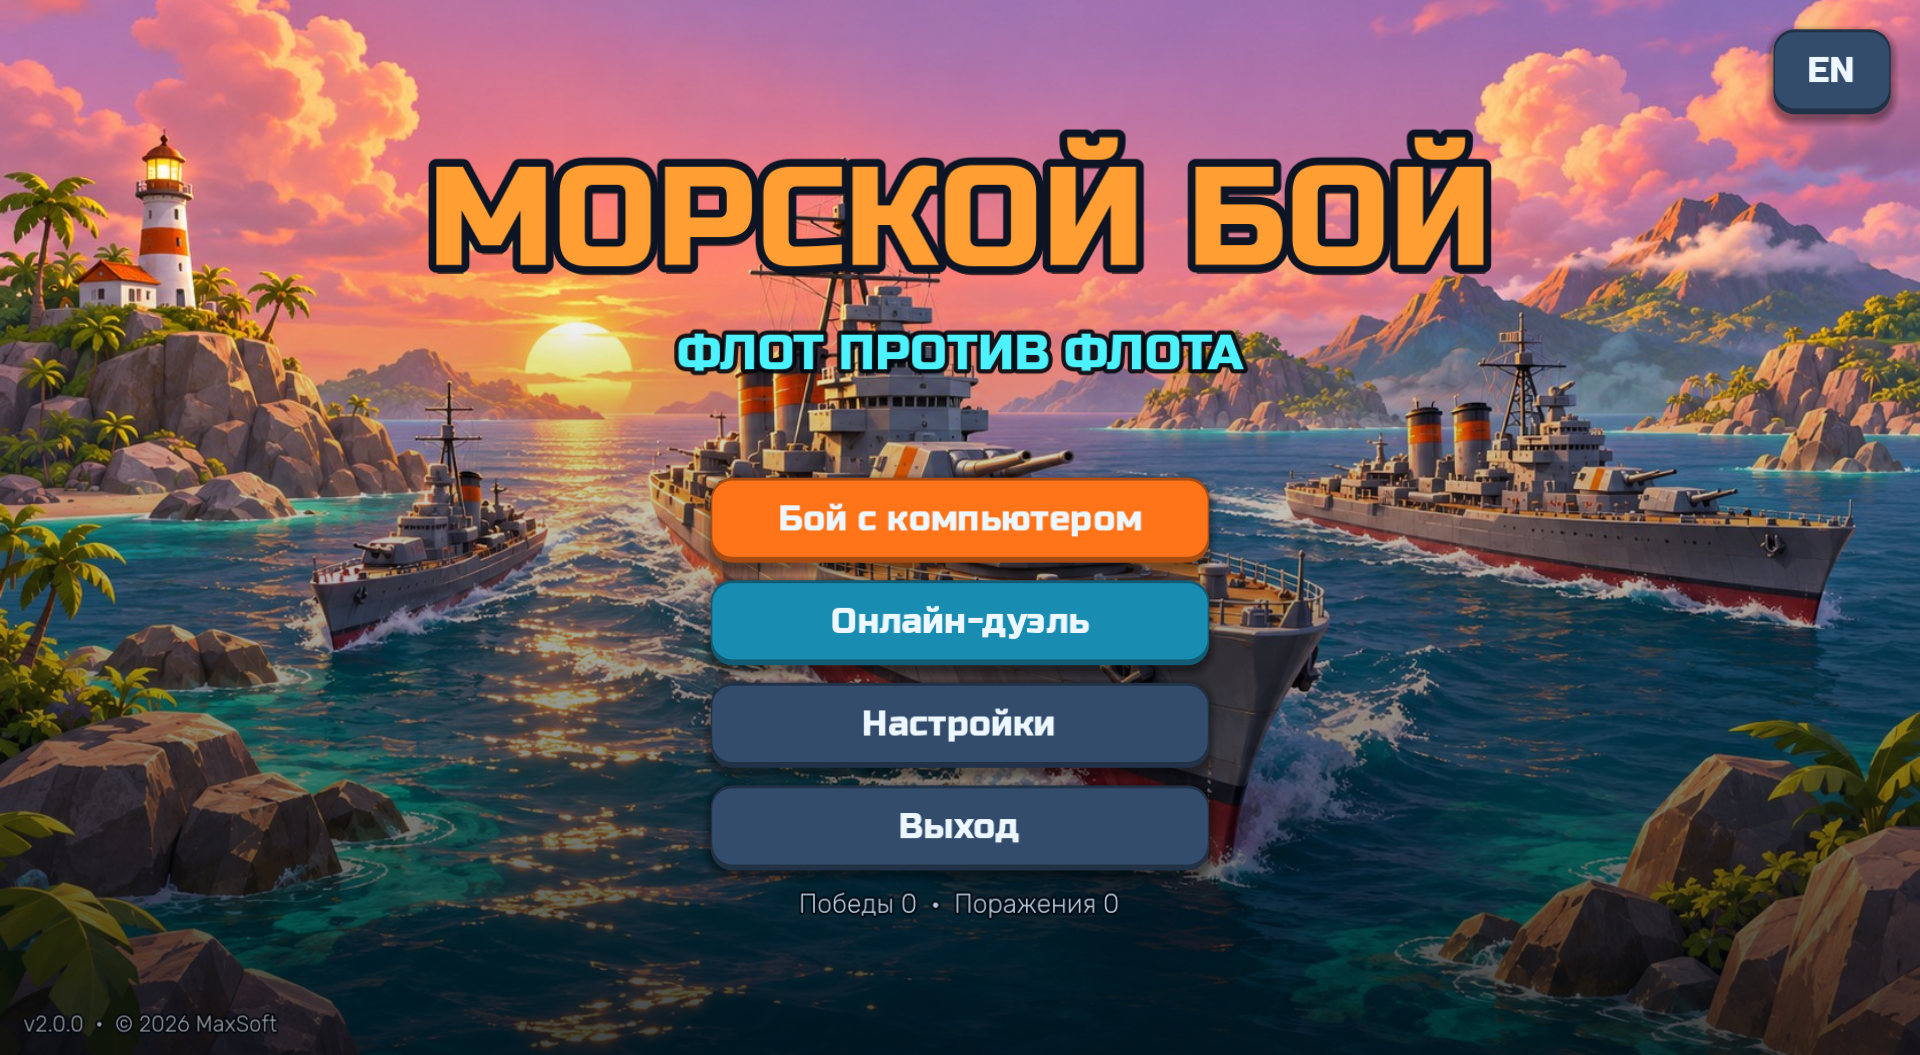 EN
МОРСКОЙ БОЙ
ФЛОТ ПРОТИВ ФЛОТА
Бой с компьютером
Онлайн-дуэль
Настройки
Выход
Победы 0 • Поражения 0
v2.0.0 • © 2026 MaxSoft